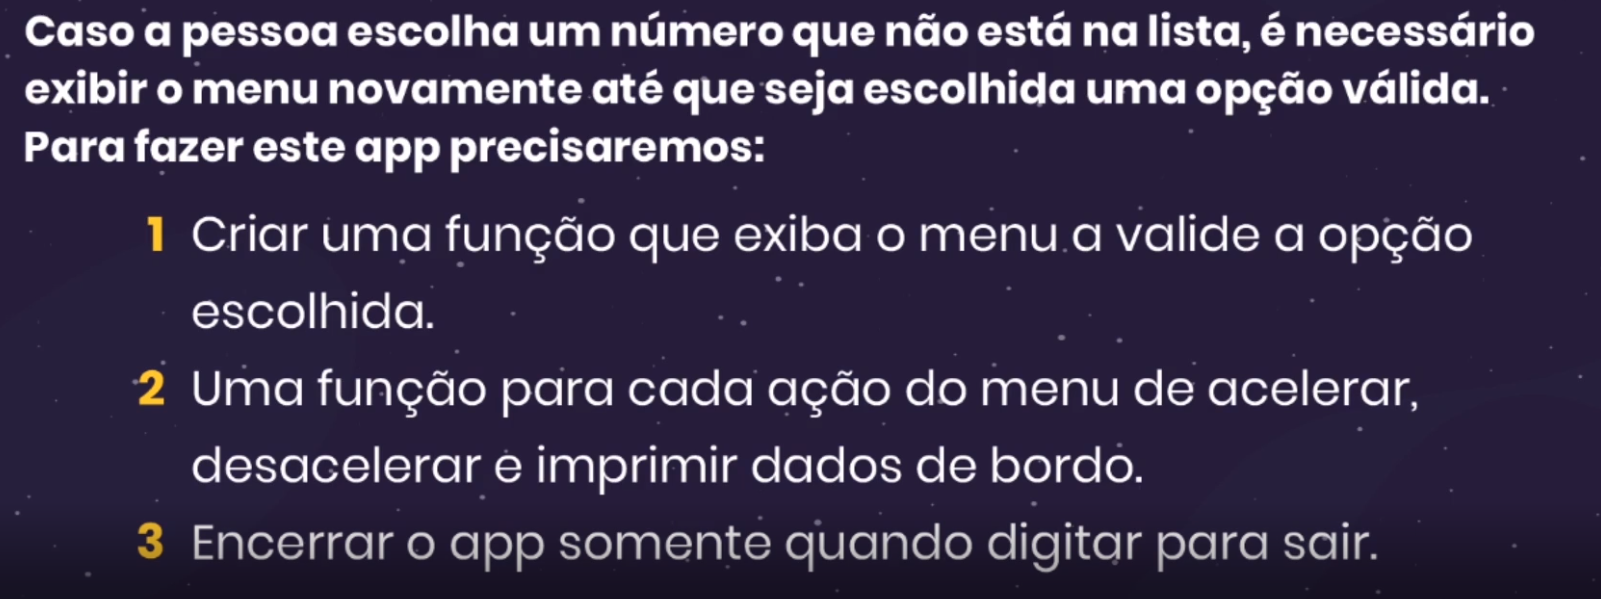 Caso a pessoa escolha um número que não está na lista, é necessário
exibir o menu novamente até que seja escolhida uma opção válida.
Para fazer este app precisaremos:
1 Criar uma função que exiba o menu a valide a opção
escolhida.
2 Uma função para cada ação do menu de acelerar,
desacelerar e imprimir dados de bordo.
3 Encerrar o app somente quando digitar para sair.